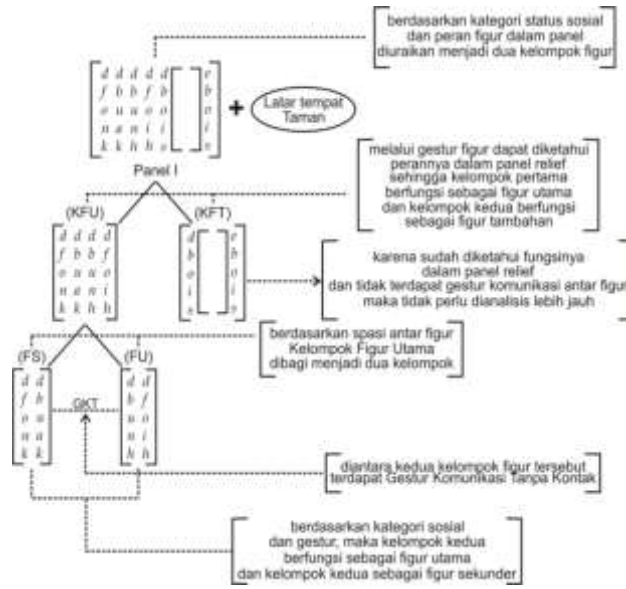 berdasarkan kategori status sosial
dan peran figur dalam panel
diuraikan menjadi dua kelompok figur
d d d d d e
f b b f b b
o u u o o o
n a n i i i
k k h h s s
+
Latar tempat
Taman
Panel I
melalui gestur figur dapat diketahui
perannya dalam panel relief
sehingga kelompok pertama
berfungsi sebagai figur utama
dan kelompok kedua berfungsi
sebagai figur tambahan
(KFU)
(KFT)
d d d d
f b b f
o u u o
n a n i
k k h h
d e
b b
o o
i i
s s
karena sudah diketahui fungsinya
dalam panel relief
dan tidak terdapat gestur komunikasi antar figur
maka tidak perlu dianalisis lebih jauh
berdasarkan spasi antar figur
Kelompok Figur Utama
dibagi menjadi dua kelompok
(FS)
(FU)
d d
f b
o u
n a
k k
GKT
d d
b f
u o
n i
h h
diantara kedua kelompok figur tersebut
terdapat Gestur Komunikasi Tanpa Kontak
berdasarkan kategori sosial
dan gestur, maka kelompok kedua
berfungsi sebagai figur utama
dan kelompok kedua sebagai figur sekunder